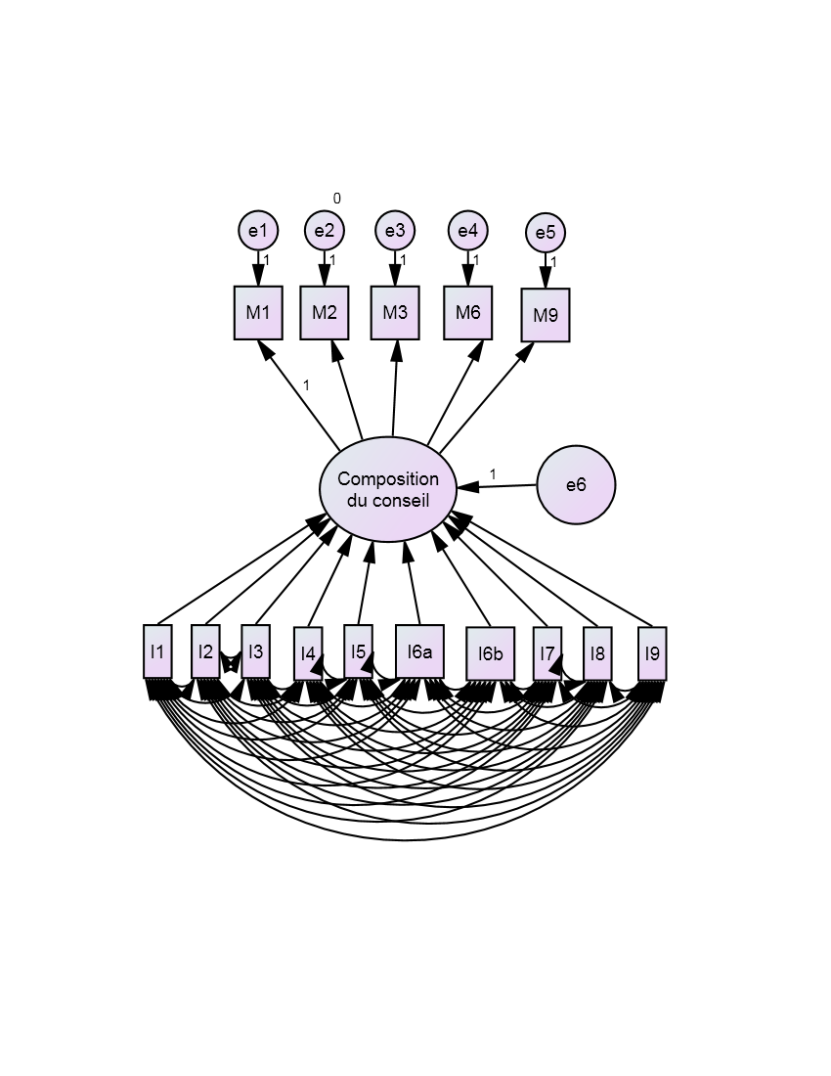 0
e1 e2 e3 e4 e5
1 1 1 1 1
M1 M2 M3 M6 M9
1
Composition
du conseil
1
e6
I1 I2 I3 I4 I5 I6a I6b I7 I8 I9